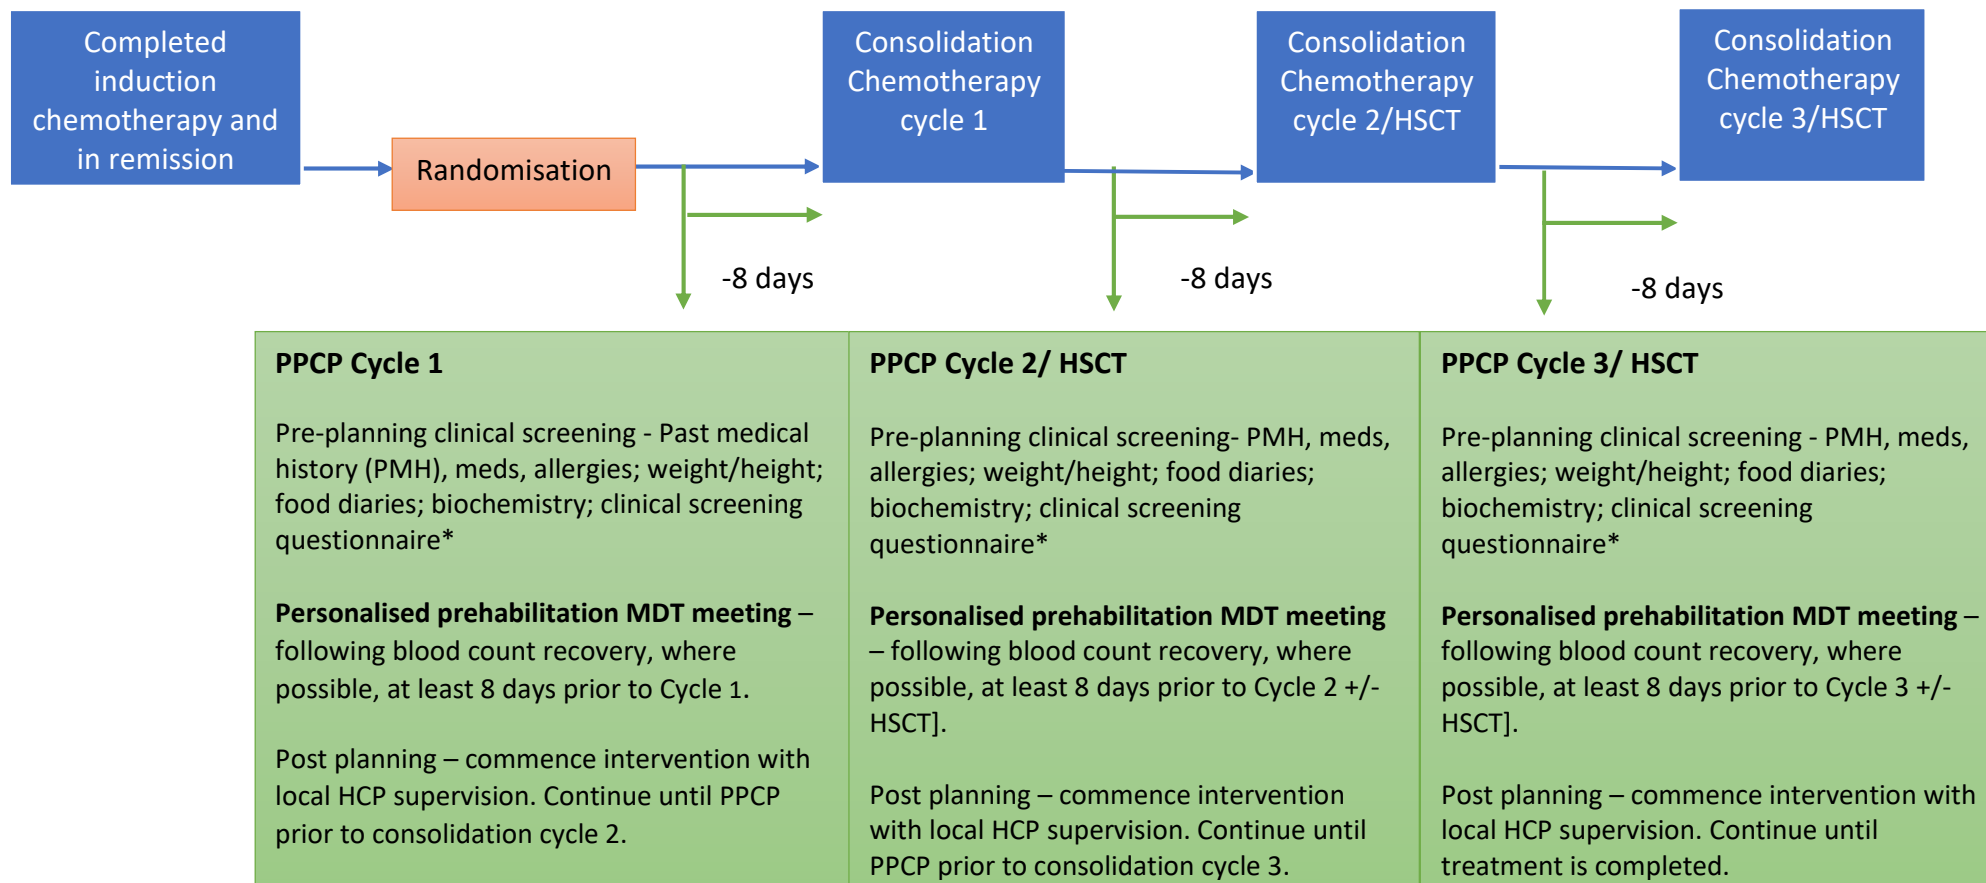 Completed
induction
chemotherapy and
in remission
Randomisation
Consolidation
Chemotherapy
cycle 1
Consolidation
Chemotherapy
cycle 2/HSCT
Consolidation
Chemotherapy
cycle 3/HSCT
-8 days
-8 days
-8 days
PPCP Cycle 1
Pre-planning clinical screening - Past medical
history (PMH), meds, allergies; weight/height;
food diaries; biochemistry; clinical screening
questionnaire*
Personalised prehabilitation MDT meeting –
following blood count recovery, where
possible, at least 8 days prior to Cycle 1.
Post planning – commence intervention with
local HCP supervision. Continue until PPCP
prior to consolidation cycle 2.
PPCP Cycle 2/ HSCT
Pre-planning clinical screening- PMH, meds,
allergies; weight/height; food diaries;
biochemistry; clinical screening
questionnaire*
Personalised prehabilitation MDT meeting
– following blood count recovery, where
possible, at least 8 days prior to Cycle 2 +/-
HSCT].
Post planning – commence intervention
with local HCP supervision. Continue until
PPCP prior to consolidation cycle 3.
PPCP Cycle 3/ HSCT
Pre-planning clinical screening - PMH, meds,
allergies; weight/height; food diaries;
biochemistry; clinical screening
questionnaire*
Personalised prehabilitation MDT meeting –
following blood count recovery, where
possible, at least 8 days prior to Cycle 3 +/-
HSCT].
Post planning – commence intervention with
local HCP supervision. Continue until
treatment is completed.